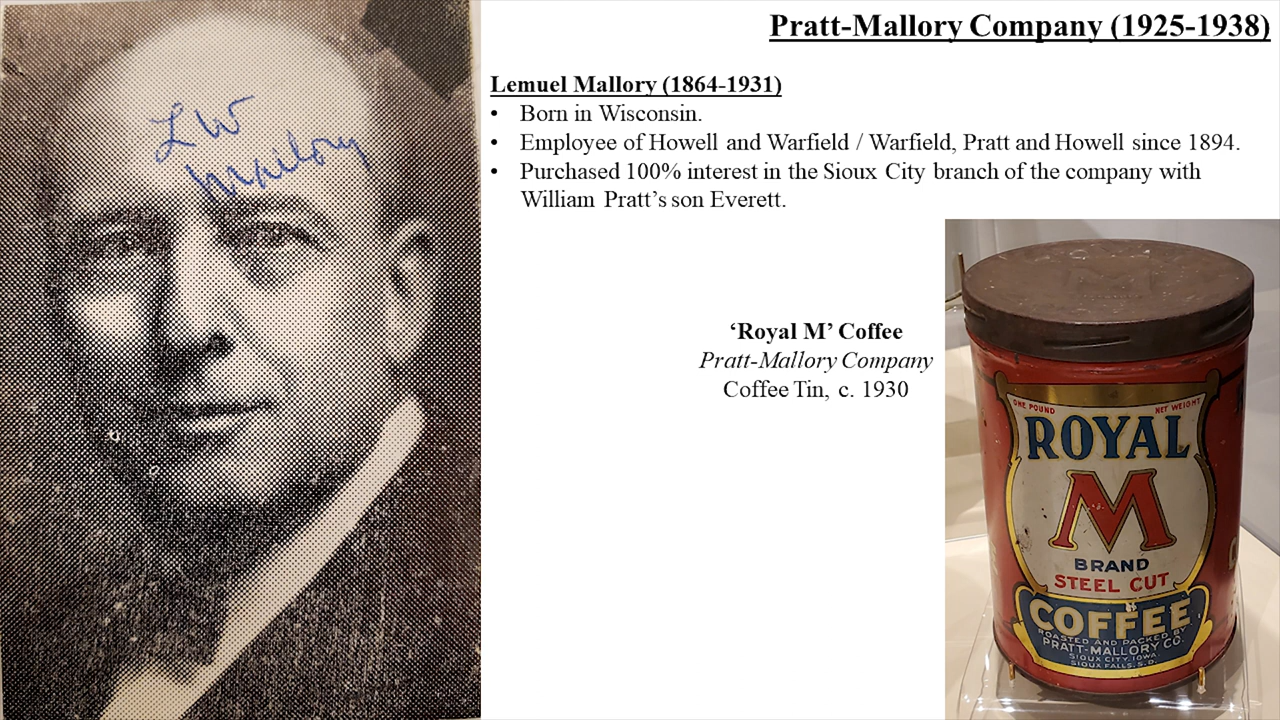 Pratt-Mallory Company (1925-1938)
Lemuel Mallory (1864-1931)
• Born in Wisconsin.
• Employee of Howell and Warfield / Warfield, Pratt and Howell since 1894.
• Purchased 100% interest in the Sioux City branch of the company with
William Pratt’s son Everett.
LW
Mallory
‘Royal M’ Coffee
Pratt-Mallory Company
Coffee Tin, c. 1930
ONE POUND NET WEIGHT
ROYAL
M
BRAND
STEEL CUT
COFFEE
ROASTED AND PACKED BY
PRATT-MALLORY CO.
SIOUX CITY, IOWA.
SIOUX FALLS, S.D.